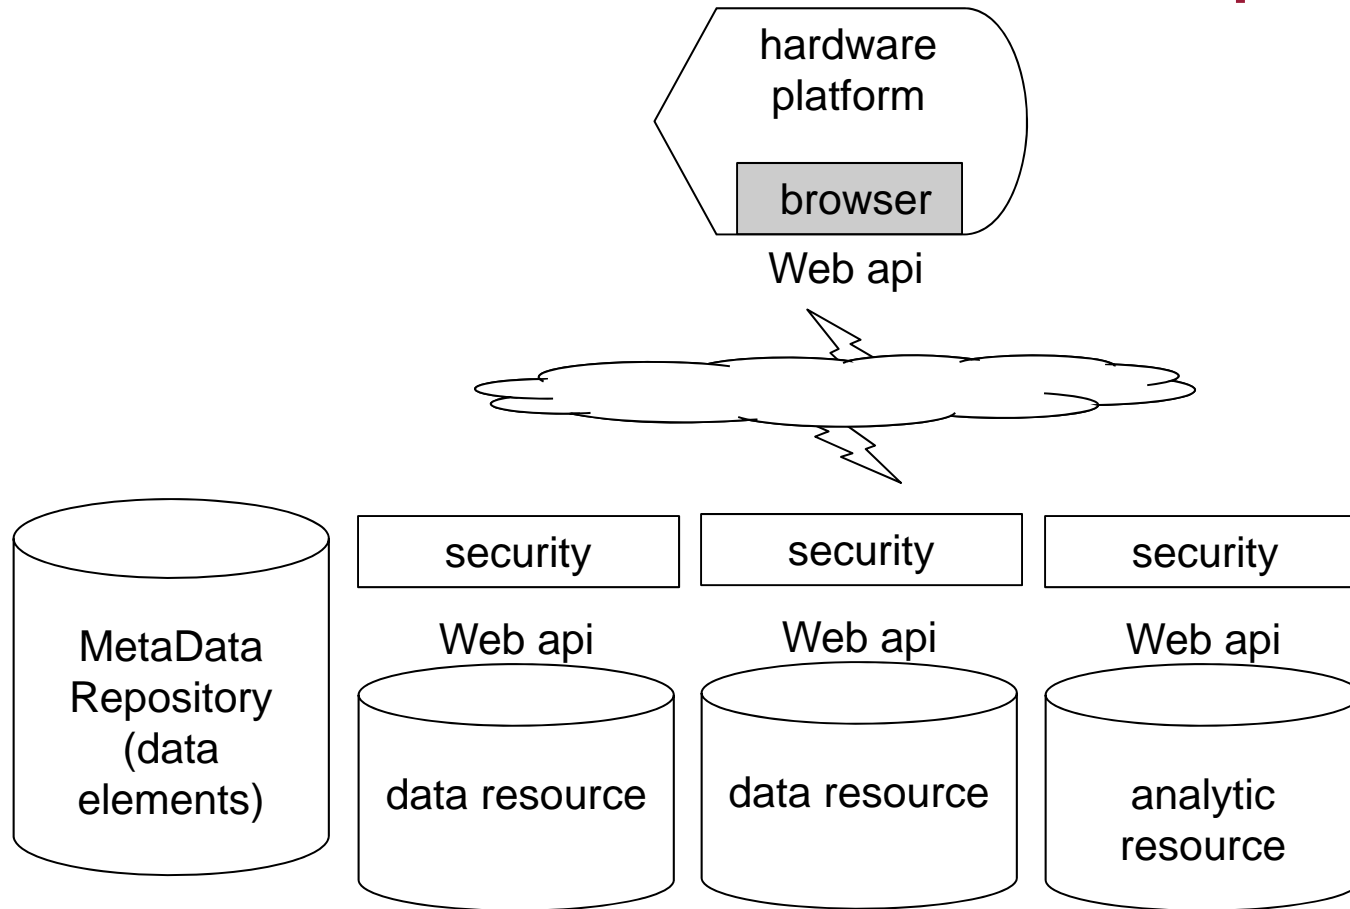 hardware
platform
browser
Web api
security
security
security
Web api
Web api
Web api
MetaData
Repository
(data
elements)
data resource
data resource
analytic
resource